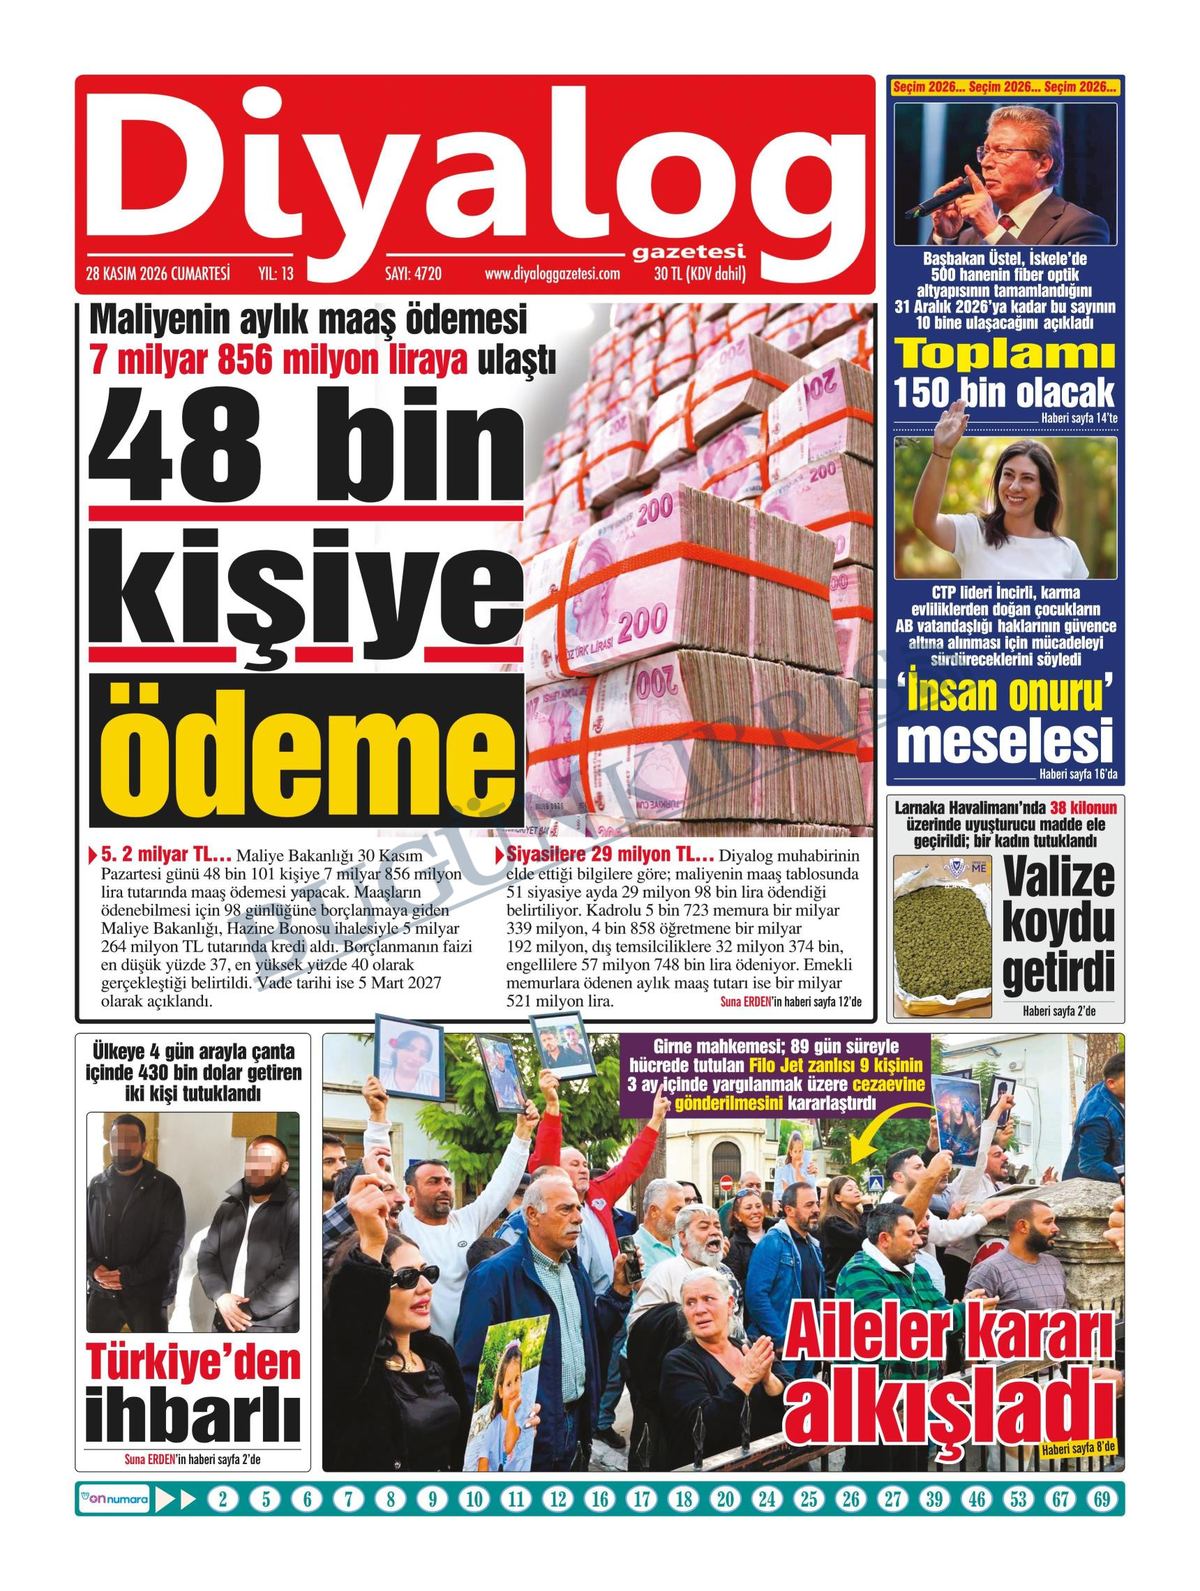 Diyalog
gazetesi
28 KASIM 2026 CUMARTESİ YIL: 13 SAYI: 4720 www.diyaloggazetesi.com 30 TL (KDV dahil)
Maliyenin aylık maaş ödemesi
7 milyar 856 milyon liraya ulaştı
48 bin
kişiye
ödeme
200
200
200
200
200
200
5. 2 milyar TL... Maliye Bakanlığı 30 Kasım
Pazartesi günü 48 bin 101 kişiye 7 milyar 856 milyon
lira tutarında maaş ödemesi yapacak. Maaşların
ödenebilmesi için 98 günlüğüne borçlanmaya giden
Maliye Bakanlığı, Hazine Bonosu ihalesiyle 5 milyar
264 milyon TL tutarında kredi aldı. Borçlanmanın faizi
en düşük yüzde 37, en yüksek yüzde 40 olarak
gerçekleştiği belirtildi. Vade tarihi ise 5 Mart 2027
olarak açıklandı.
Siyasilere 29 milyon TL... Diyalog muhabirinin
elde ettiği bilgilere göre; maliyenin maaş tablosunda
51 siyasiye ayda 29 milyon 98 bin lira ödendiği
belirtiliyor. Kadrolu 5 bin 723 memura bir milyar
339 milyon, 4 bin 858 öğretmene bir milyar
192 milyon, dış temsilciliklere 32 milyon 374 bin,
engellilere 57 milyon 748 bin lira ödeniyor. Emekli
memurlara ödenen aylık maaş tutarı ise bir milyar
521 milyon lira. Suna ERDEN'in haberi sayfa 12'de
Seçim 2026... Seçim 2026... Seçim 2026...
Başbakan Üstel, İskele'de
500 hanenin fiber optik
altyapısının tamamlandığını
31 Aralık 2026'ya kadar bu sayının
10 bine ulaşacağını açıkladı
Toplamı
150 bin olacak
Haberi sayfa 14'te
CTP lideri İncirli, karma
evliliklerden doğan çocukların
AB vatandaşlığı haklarının güvence
altına alınması için mücadeleyi
sürdüreceklerini söyledi
'İnsan onuru'
meselesi
Haberi sayfa 16'da
Larnaka Havalimanı'nda 38 kilonun
üzerinde uyuşturucu madde ele
geçirildi; bir kadın tutuklandı
ME
Valize
koydu
getirdi
Haberi sayfa 2'de
Ülkeye 4 gün arayla çanta
içinde 430 bin dolar getiren
iki kişi tutuklandı
Türkiye'den
ihbarlı
Suna ERDEN'in haberi sayfa 2'de
Girne mahkemesi; 89 gün süreyle
hücrede tutulan Filo Jet zanlısı 9 kişinin
3 ay içinde yargılanmak üzere cezaevine
gönderilmesini kararlaştırdı
Aileler kararı
alkışladı
Haberi sayfa 8'de
on numara 2 5 6 7 8 9 10 11 12 16 17 18 20 24 25 26 27 39 46 53 67 69
BUGÜN KIBRIS